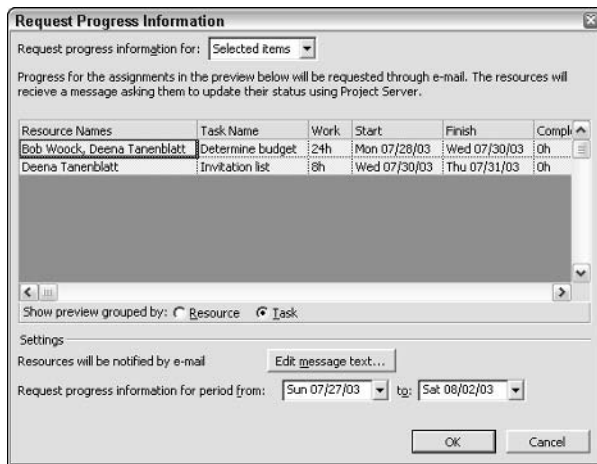 Request Progress Information
Request progress information for: Selected items
Progress for the assignments in the preview below will be requested through e-mail. The resources will
recieve a message asking them to update their status using Project Server.
Resource Names Task Name Work Start Finish Compl
Bob Woock, Deena Tanenblatt Determine budget 24h Mon 07/28/03 Wed 07/30/03 0h
Deena Tanenblatt Invitation list 8h Wed 07/30/03 Thu 07/31/03 0h
Show preview grouped by: Resource Task
Settings
Resources will be notified by e-mail Edit message text...
Request progress information for period from: Sun 07/27/03 to: Sat 08/02/03
OK Cancel